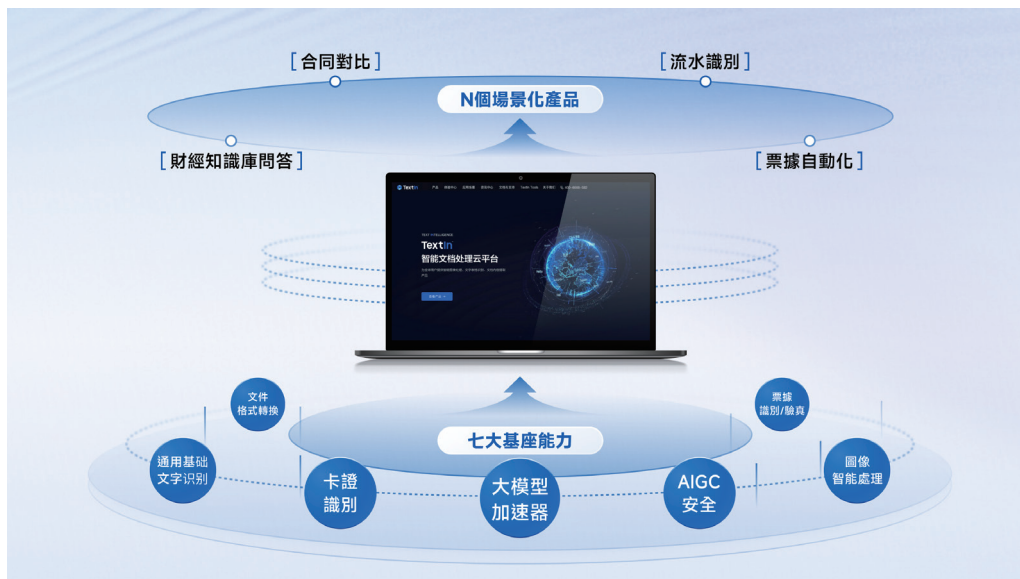 [合同對比]
[流水識別]
N個場景化產品
[財經知識庫問答]
[票據自動化]
TextIn
TextIn
智能文档处理云平台
文件
格式轉換
票據
識別/驗真
七大基座能力
通用基础
文字识别
卡證
識別
大模型
加速器
AIGC
安全
圖像
智能處理